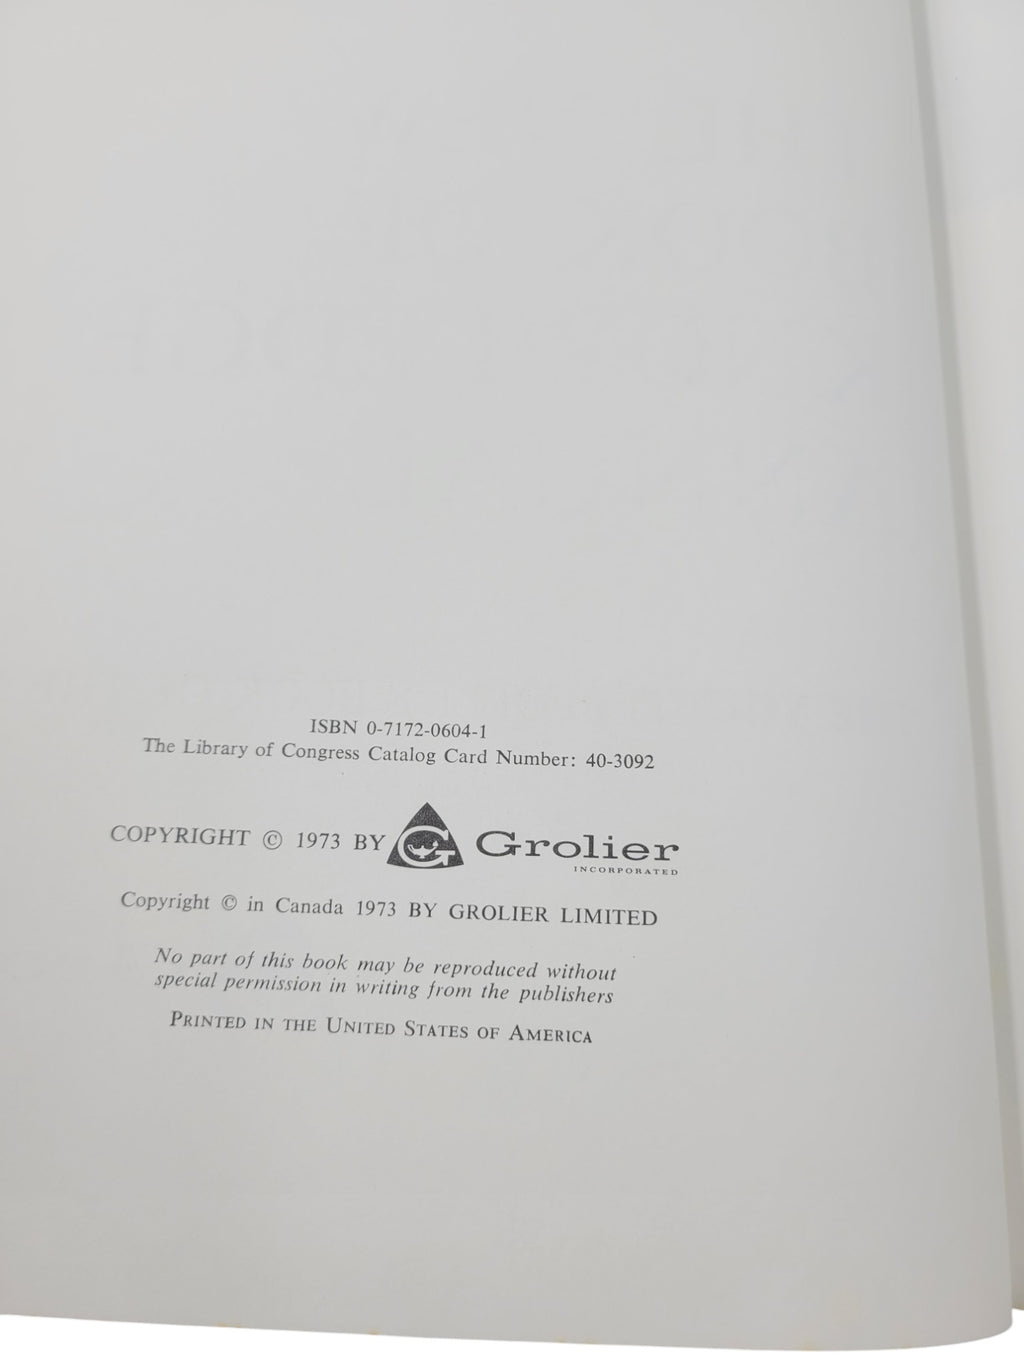 ISBN 0-7172-0604-1
The Library of Congress Catalog Card Number: 40-3092
COPYRIGHT © 1973 BY G Grolier
INCORPORATED
Copyright © in Canada 1973 BY GROLIER LIMITED
No part of this book may be reproduced without
special permission in writing from the publishers
PRINTED IN THE UNITED STATES OF AMERICA